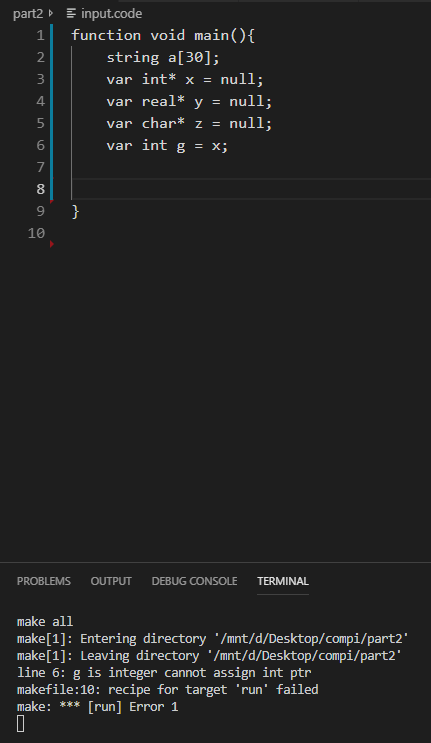 part2 input.code
1 function void main(){
2 string a[30];
3 var int* x = null;
4 var real* y = null;
5 var char* z = null;
6 var int g = x;
7
8
9 }
10
PROBLEMS OUTPUT DEBUG CONSOLE TERMINAL
make all
make[1]: Entering directory '/mnt/d/Desktop/compi/part2'
make[1]: Leaving directory '/mnt/d/Desktop/compi/part2'
line 6: g is integer cannot assign int ptr
makefile:10: recipe for target 'run' failed
make: *** [run] Error 1